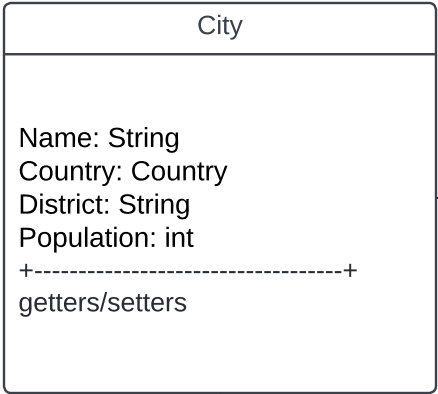 City
Name: String
Country: Country
District: String
Population: int
+-----------------------------------+
getters/setters